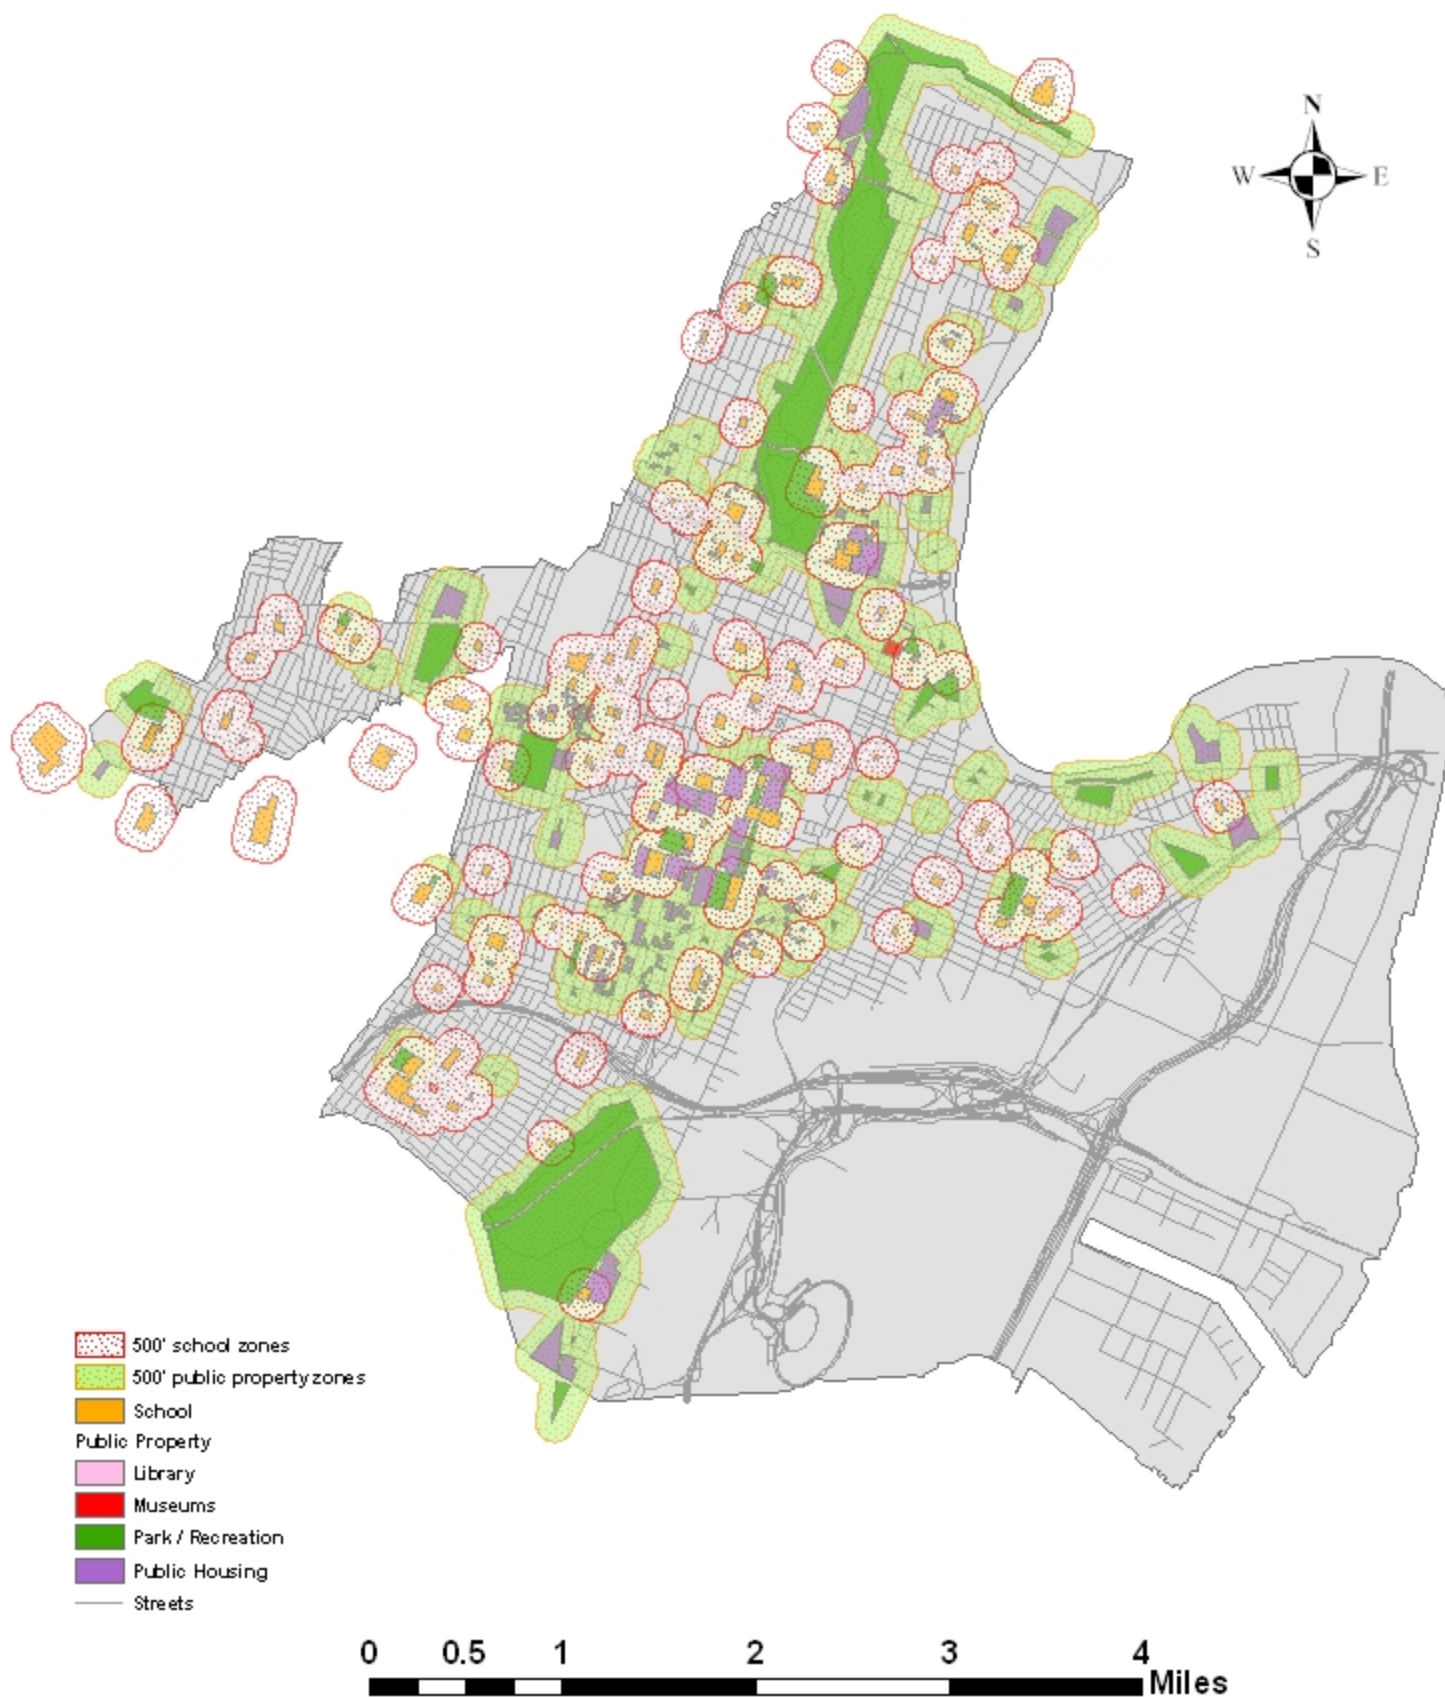 N
W E
S
500' school zones
500' public property zones
School
Public Property
Library
Museums
Park / Recreation
Public Housing
Streets
0 0.5 1 2 3 4
Miles